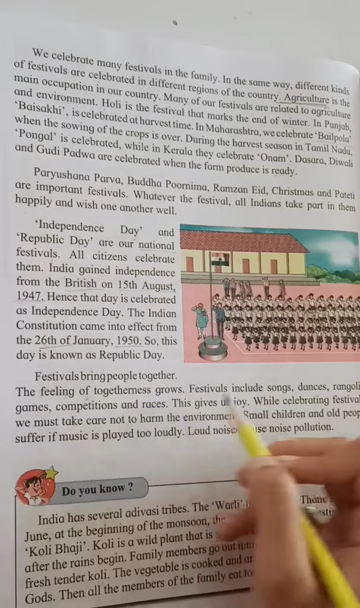 We celebrate many festivals in the family. In the same way, different kinds
of festivals are celebrated in different regions of the country. Agriculture is the
main occupation in our country. Many of our festivals are related to agriculture
and environment. Holi is the festival that marks the end of winter. In Punjab,
‘Baisakhi’, is celebrated at harvest time. In Maharashtra, we celebrate ‘Bailpola’
when the sowing of the crops is over. During the harvest season in Tamil Nadu,
‘Pongal’ is celebrated, while in Kerala they celebrate ‘Onam’. Dasara, Diwali
and Gudi Padwa are celebrated when the farm produce is ready.
Paryushana Parva, Buddha Poornima, Ramzan Eid, Christmas and Pateti
are important festivals. Whatever the festival, all Indians take part in them
happily and wish one another well.
‘Independence Day’ and
‘Republic Day’ are our national
festivals. All citizens celebrate
them. India gained independence
from the British on 15th August,
1947. Hence that day is celebrated
as Independence Day. The Indian
Constitution came into effect from
the 26th of January, 1950. So, this
day is known as Republic Day.
Festivals bring people together.
The feeling of togetherness grows. Festivals include songs, dances, rangoli
games, competitions and races. This gives joy. While celebrating
we must take care not to harm the Small children and old
suffer if music is played too loudly. Loud noise pollution.
Do you know ?
India has several adivasi tribes. The ‘Warli’ Thane
June, at the beginning of the monsoon,
‘Koli Bhaji’. Koli is a wild plant that is
after the rains begin. Family members go out
fresh tender koli. The vegetable is cooked and
Gods. Then all the members of the family eat